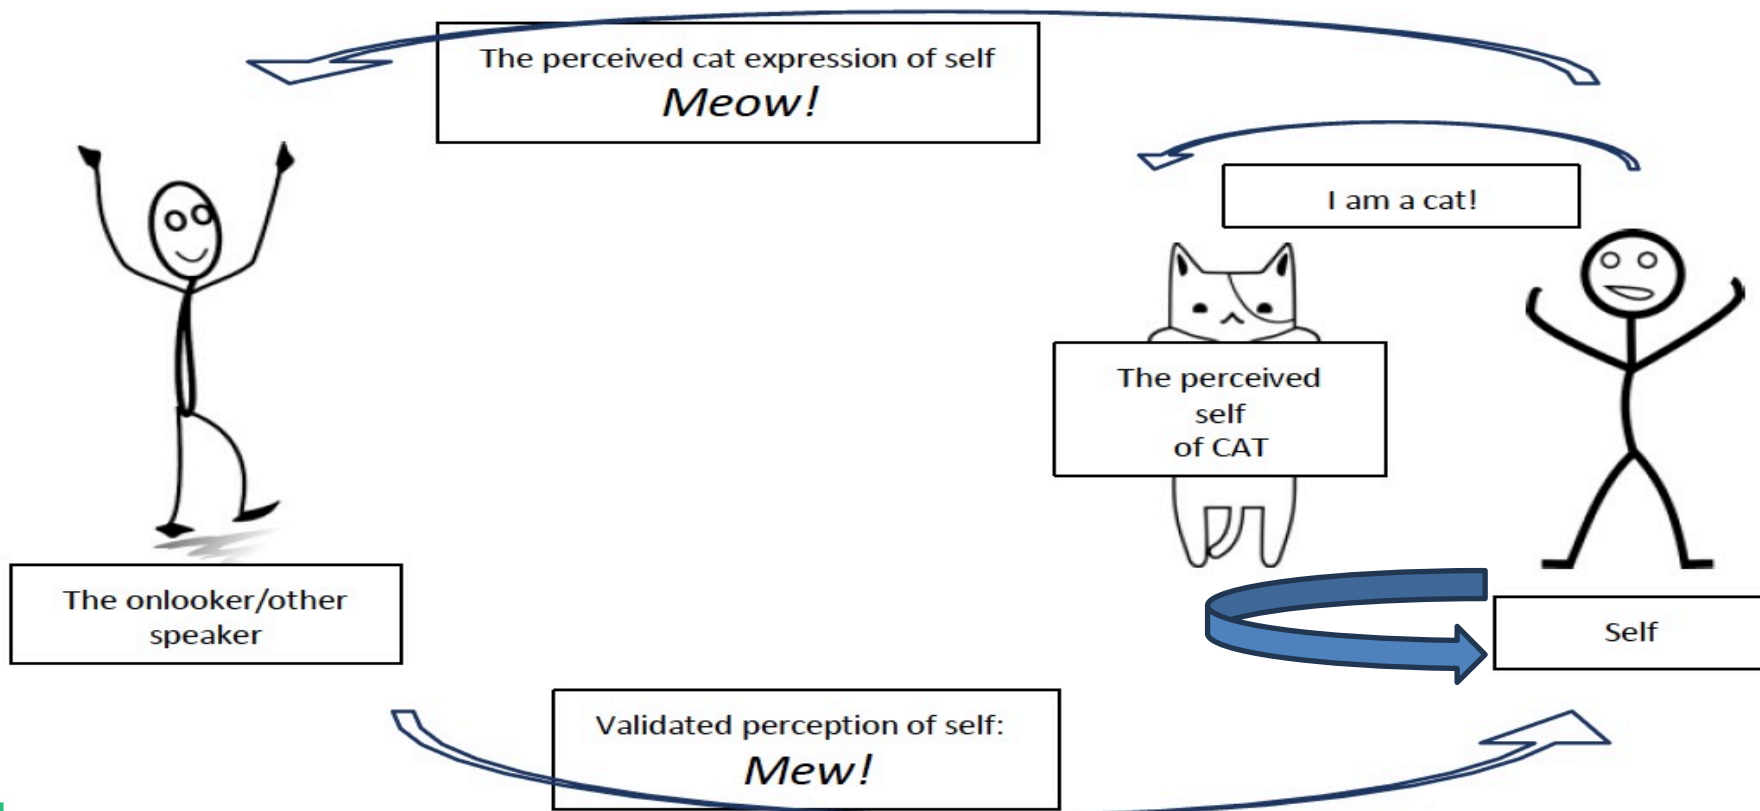 The perceived cat expression of self
Meow!
I am a cat!
The perceived
self
of CAT
The onlooker/other
speaker
Self
Validated perception of self:
Mew!